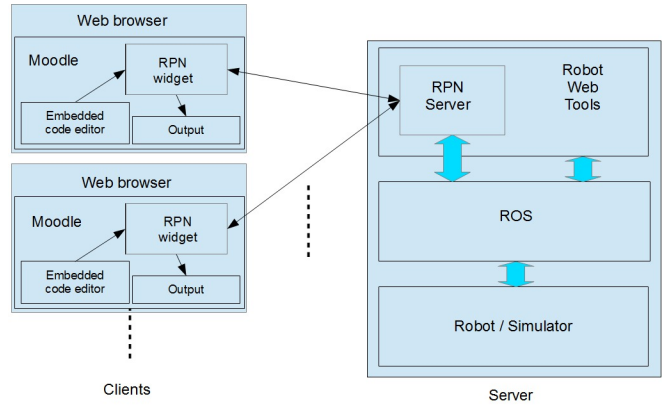 Web browser
Moodle
RPN
widget
Embedded
code editor
Output
Web browser
Moodle
RPN
widget
Embedded
code editor
Output
Clients
RPN
Server
Robot
Web
Tools
ROS
Robot / Simulator
Server